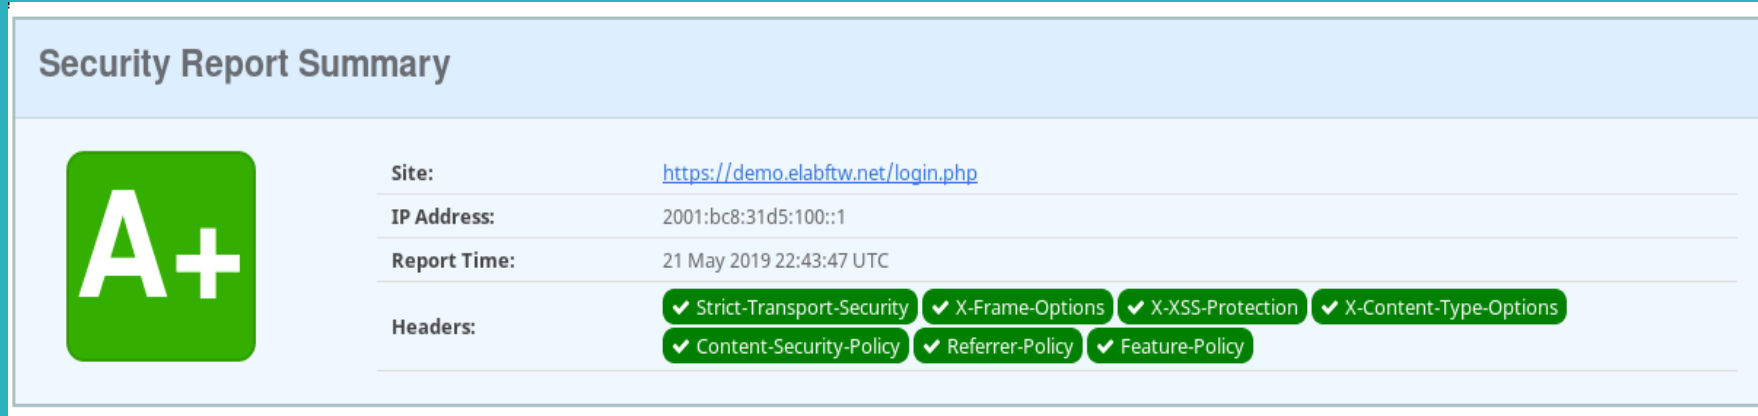 Security Report Summary
A+
Site: https://demo.elabftw.net/login.php
IP Address: 2001:bc8:31d5:100::1
Report Time: 21 May 2019 22:43:47 UTC
Headers: ✔ Strict-Transport-Security ✔ X-Frame-Options ✔ X-XSS-Protection ✔ X-Content-Type-Options
✔ Content-Security-Policy ✔ Referrer-Policy ✔ Feature-Policy